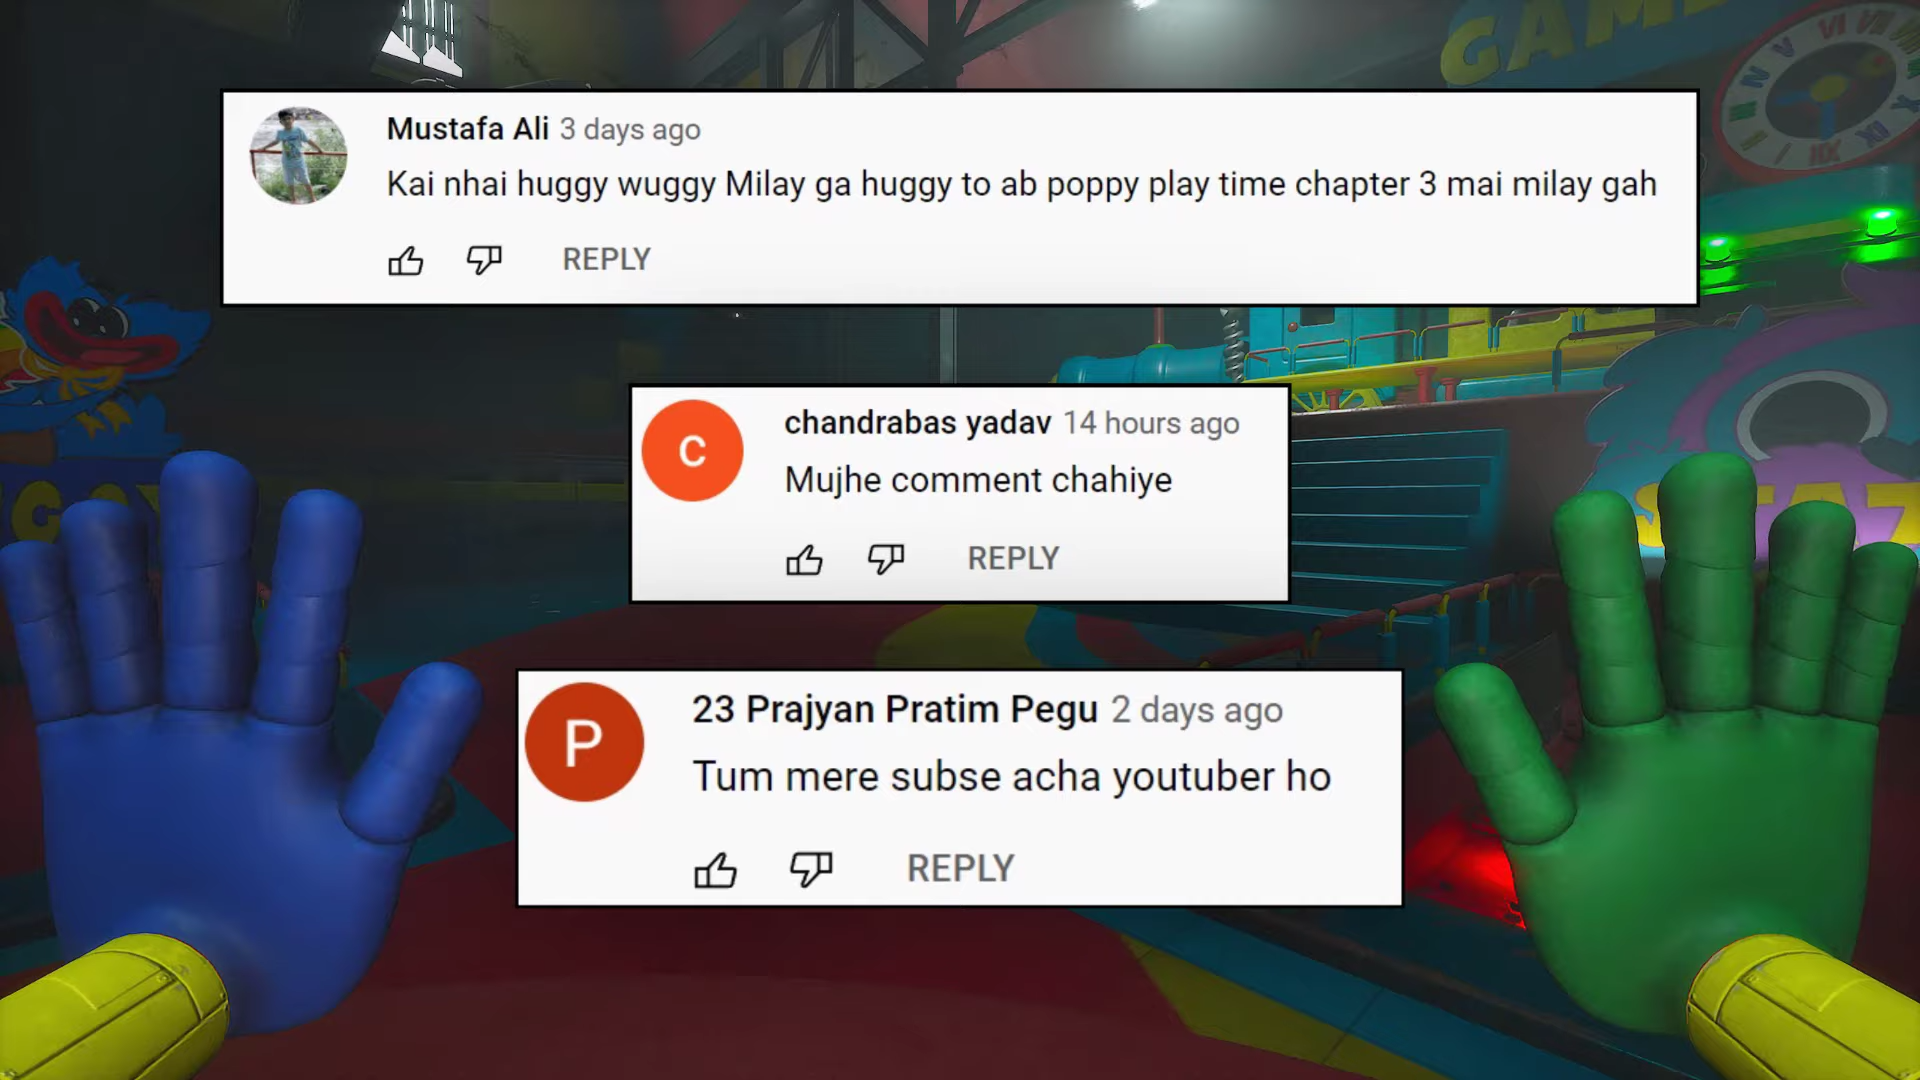 GAME
Mustafa Ali 3 days ago
Kai nhai huggy wuggy Milay ga huggy to ab poppy play time chapter 3 mai milay gah
REPLY
chandrabas yadav 14 hours ago
C
Mujhe comment chahiye
REPLY
23 Prajyan Pratim Pegu 2 days ago
P
Tum mere subse acha youtuber ho
REPLY